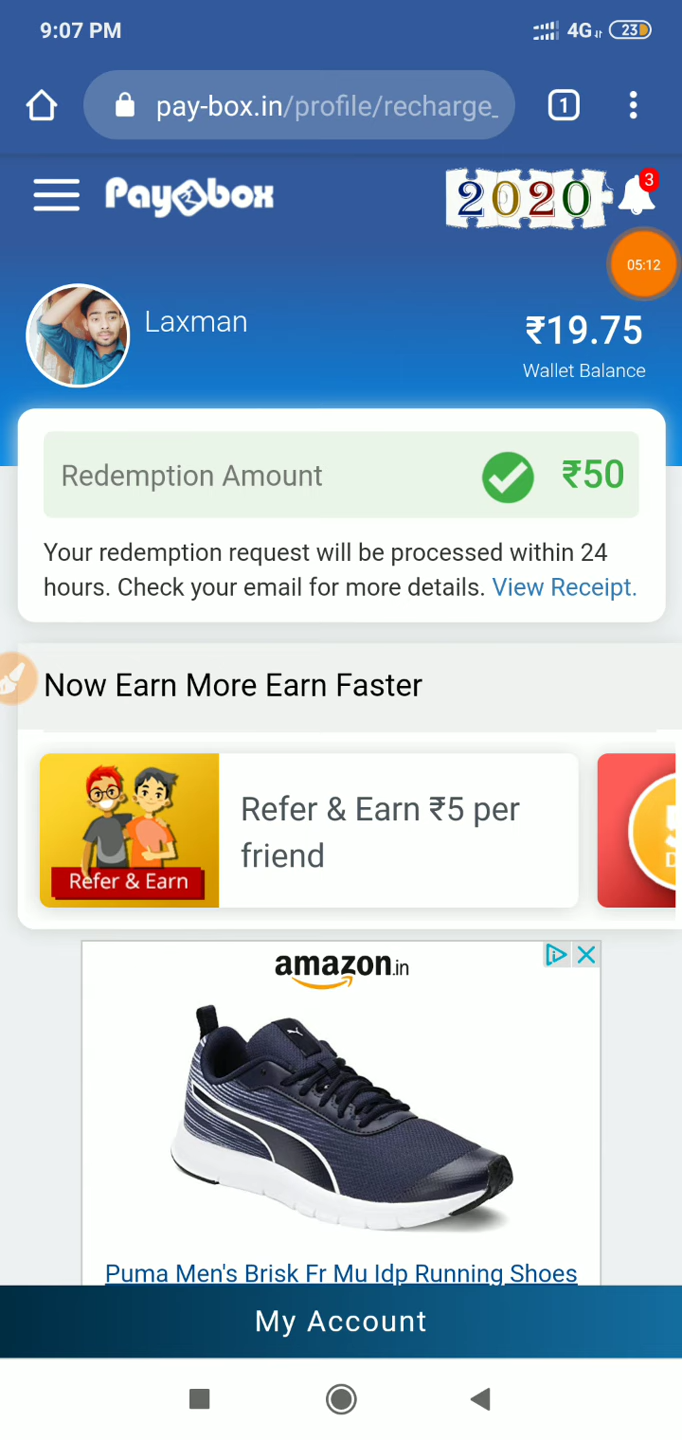 9:07 PM
4G
23
pay-box.in/profile/recharge_
1
Paybox
2020
3
05:12
Laxman
₹19.75
Wallet Balance
Redemption Amount
₹50
Your redemption request will be processed within 24
hours. Check your email for more details. View Receipt.
Now Earn More Earn Faster
Refer & Earn ₹5 per
friend
Refer & Earn
amazon.in
Puma Men's Brisk Fr Mu Idp Running Shoes
My Account